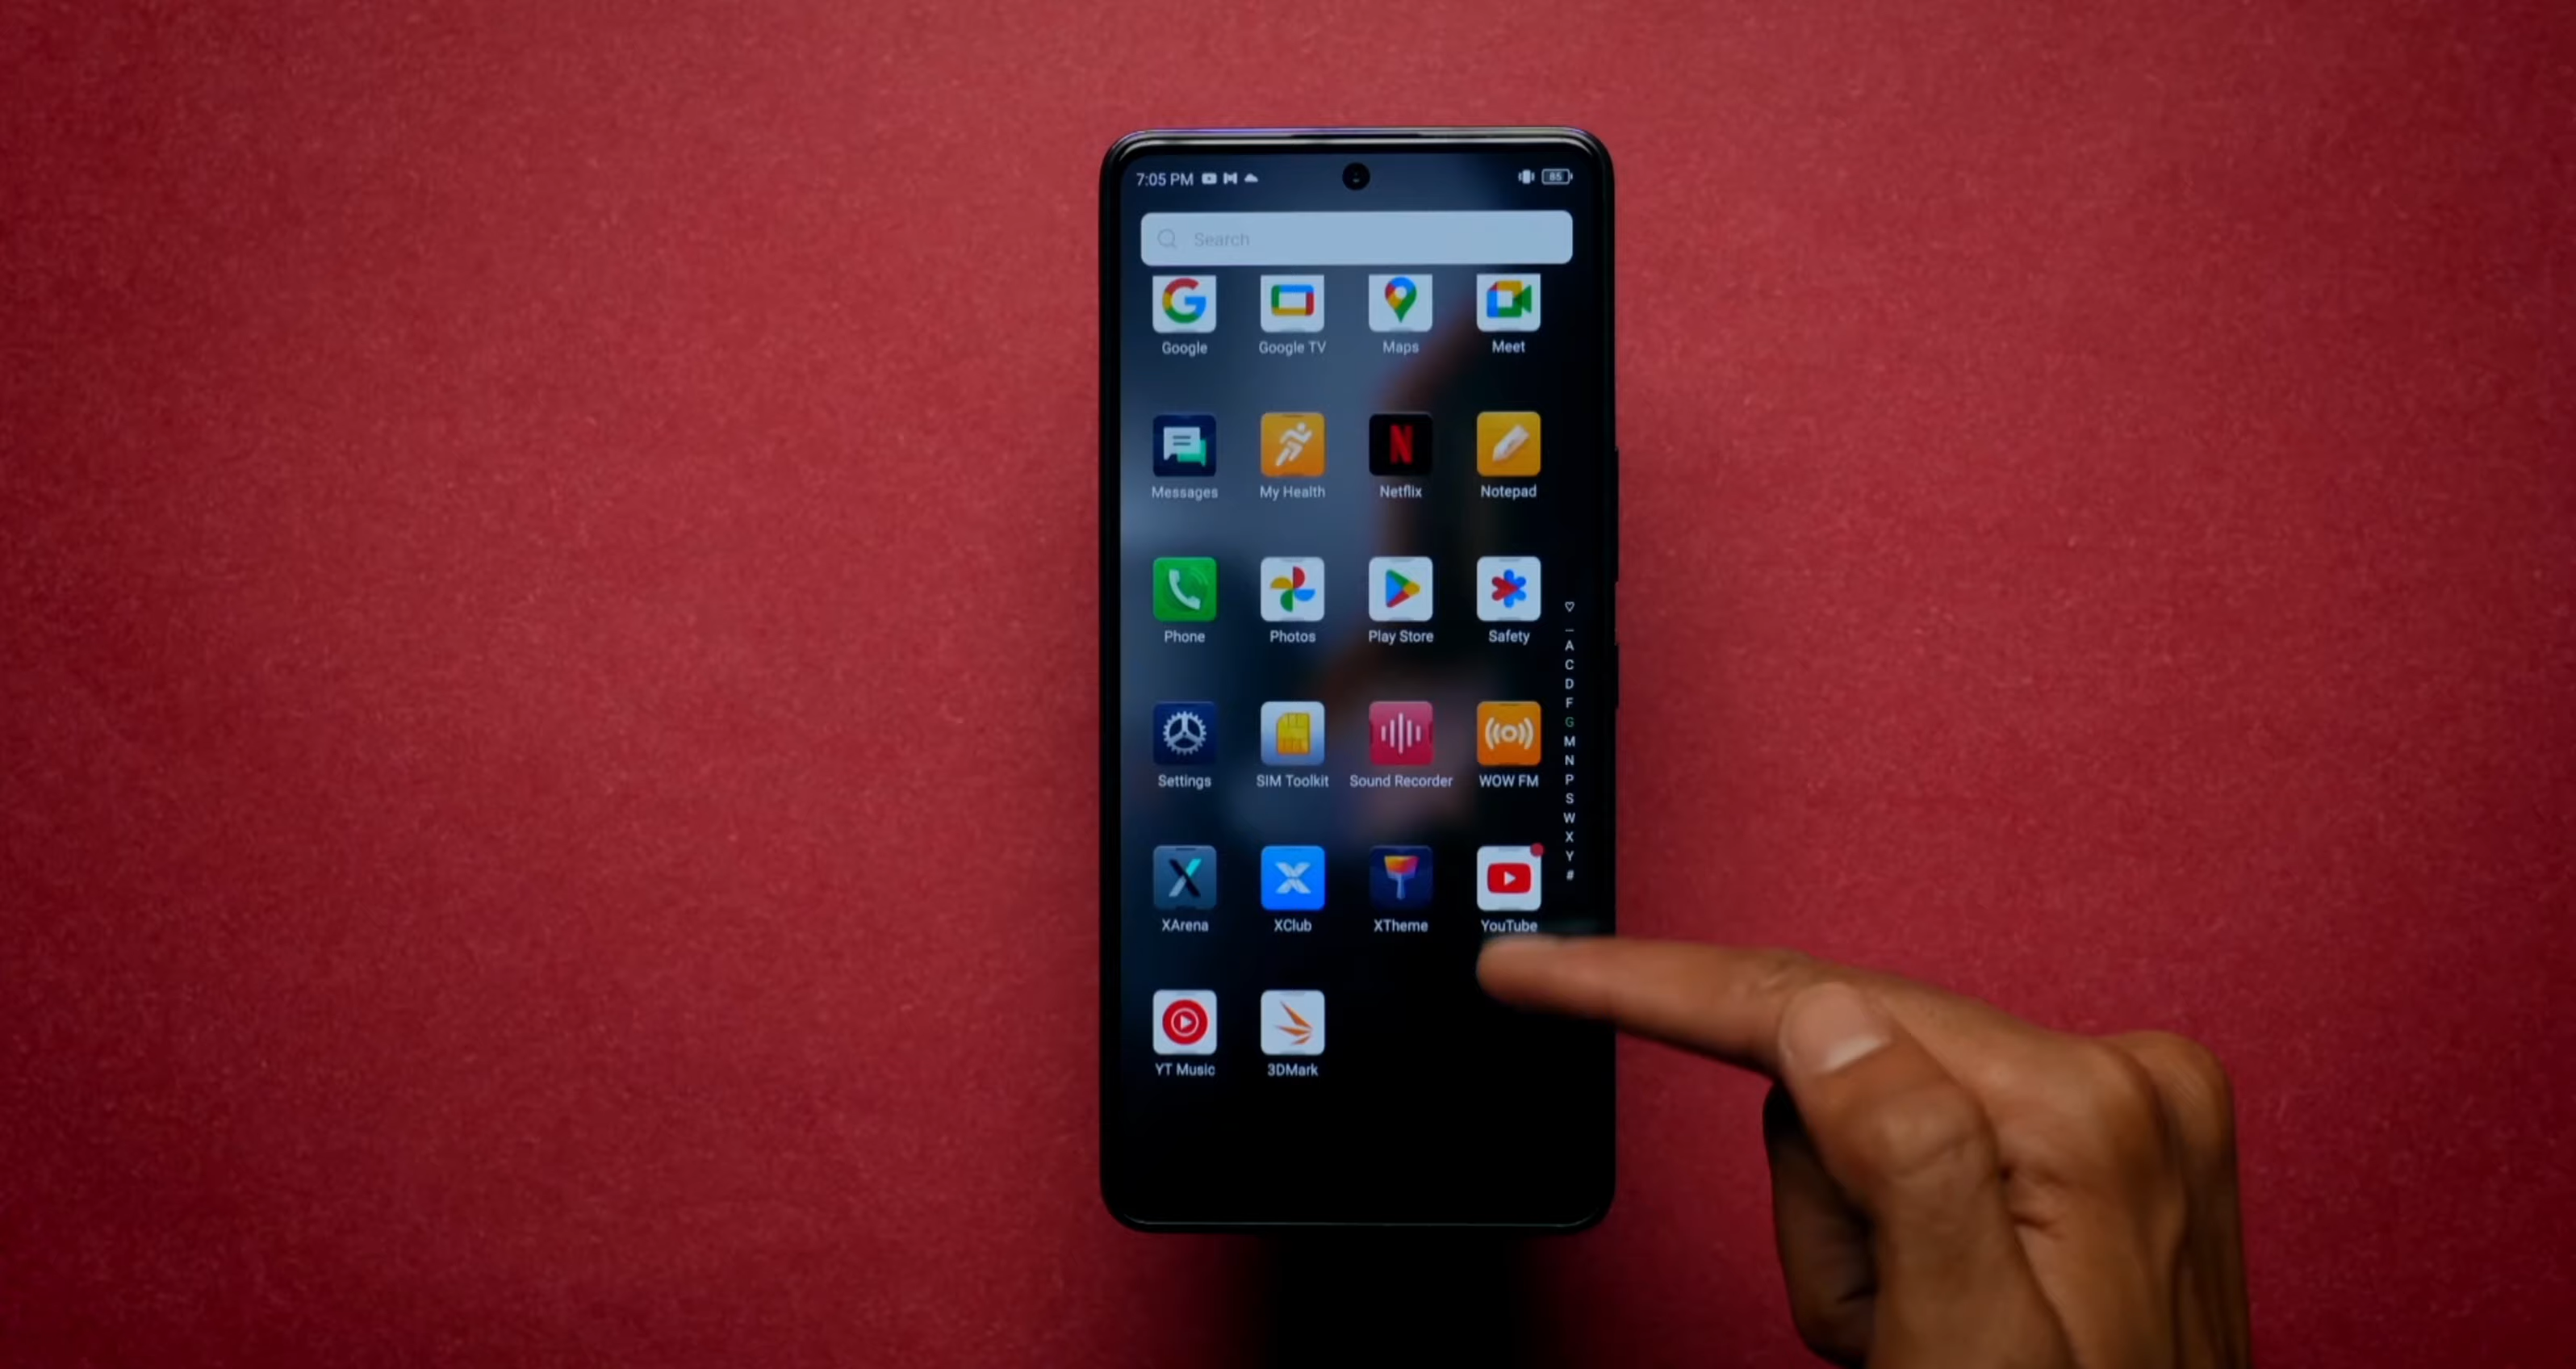 7:05 PM 85
Search
Google Google TV Maps Meet
Messages My Health Netflix Notepad
Phone Photos Play Store Safety
Settings SIM Toolkit Sound Recorder WOW FM
XArena XClub XTheme YouTube
YT Music 3DMark
A
C
D
F
G
M
N
P
S
W
X
Y
#